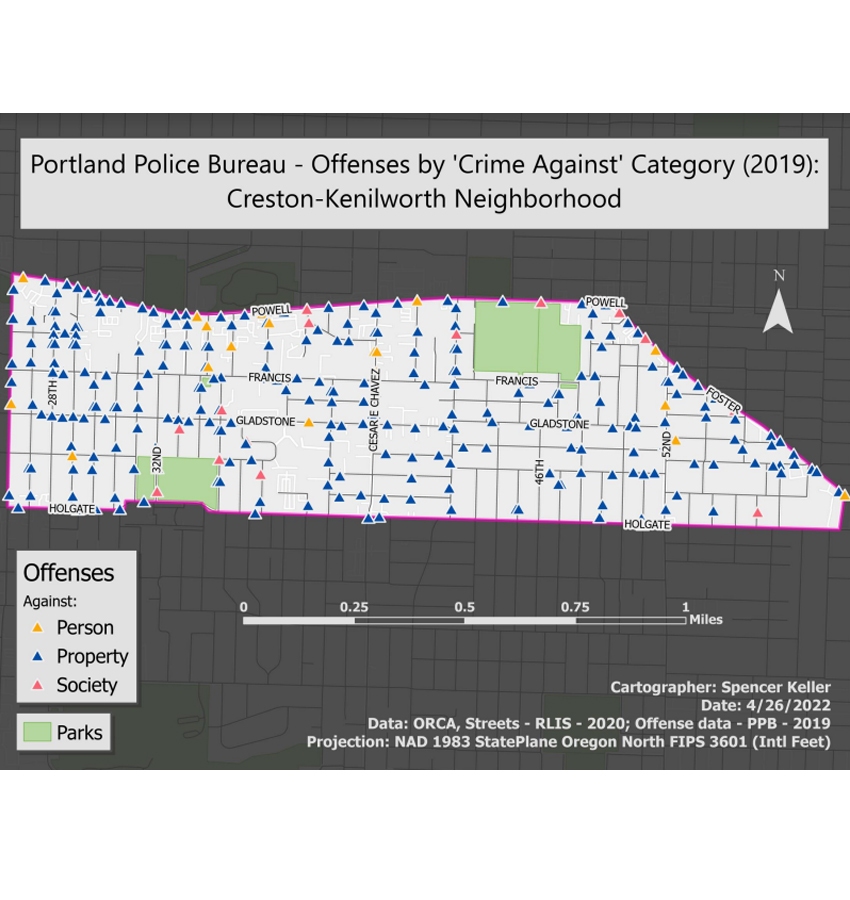 Portland Police Bureau - Offenses by 'Crime Against' Category (2019):
Creston-Kenilworth Neighborhood
N
POWELL
POWELL
28TH
FRANCIS
CESAR E CHAVEZ
FRANCIS
FOSTER
GLADSTONE
GLADSTONE
32ND
46TH
52ND
HOLGATE
HOLGATE
Offenses
Against:
Person
Property
Society
Parks
0 0.25 0.5 0.75 1
Miles
Cartographer: Spencer Keller
Date: 4/26/2022
Data: ORCA, Streets - RLIS - 2020; Offense data - PPB - 2019
Projection: NAD 1983 StatePlane Oregon North FIPS 3601 (Intl Feet)